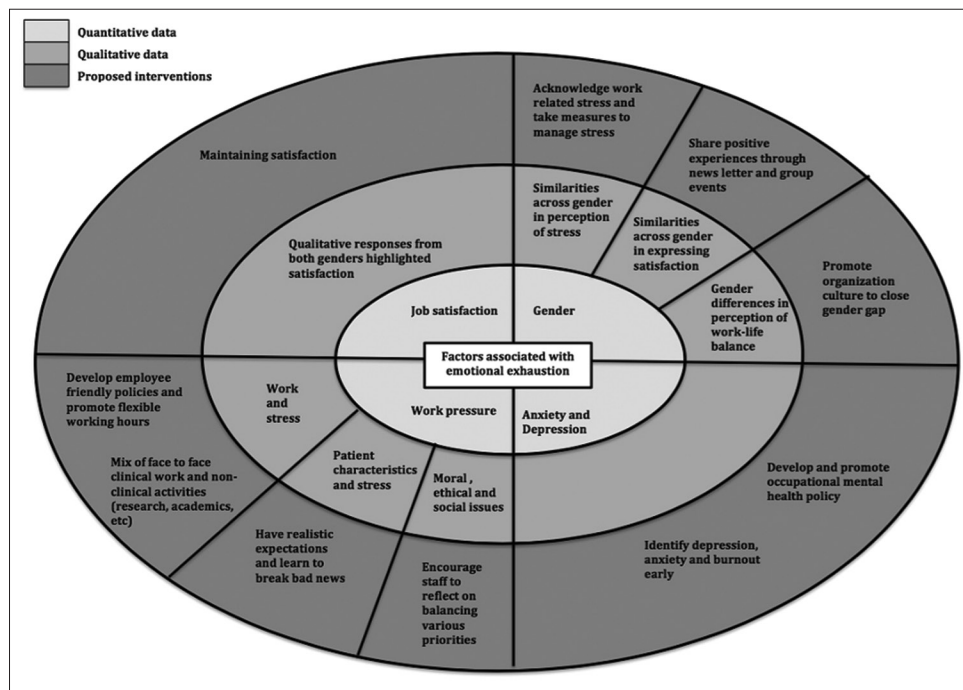 Quantitative data
Qualitative data
Proposed interventions
Acknowledge work
related stress and
take measures to
manage stress
Share positive
experiences through
news letter and group
events
Maintaining satisfaction
Similarities
across gender
in perception
of stress
Similarities
across gender
in expressing
satisfaction
Qualitative responses from
both genders highlighted
satisfaction
Promote
organization
culture to close
gender gap
Gender
differences in
perception of
work-life
balance
Job satisfaction
Gender
Factors associated with
emotional exhaustion
Work pressure
Anxiety and
Depression
Develop employee
friendly policies and
promote flexible
working hours
Work
and
stress
Mix of face to face
clinical work and non-
clinical activities
(research, academics,
etc)
Patient
characteristics
and stress
Moral ,
ethical and
social issues
Develop and promote
occupational mental
health policy
Have realistic
expectations
and learn to
break bad news
Identify depression,
anxiety and burnout
early
Encourage
staff to
reflect on
balancing
various
priorities